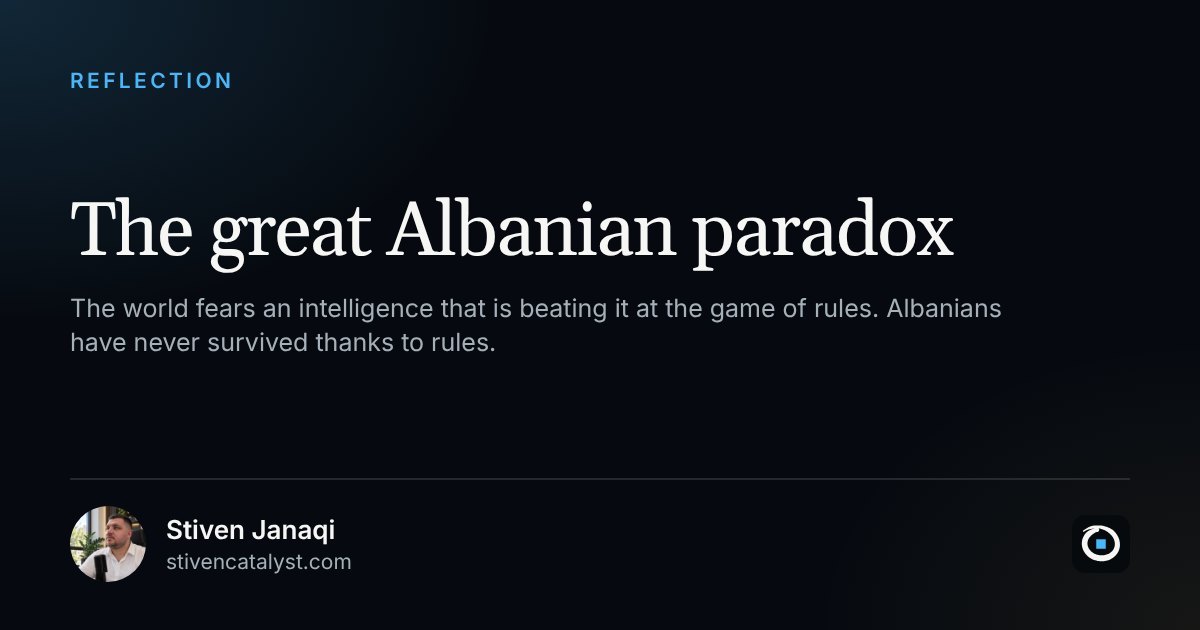 REFLECTION
The great Albanian paradox
The world fears an intelligence that is beating it at the game of rules. Albanians
have never survived thanks to rules.
Stiven Janaqi
stivencatalyst.com